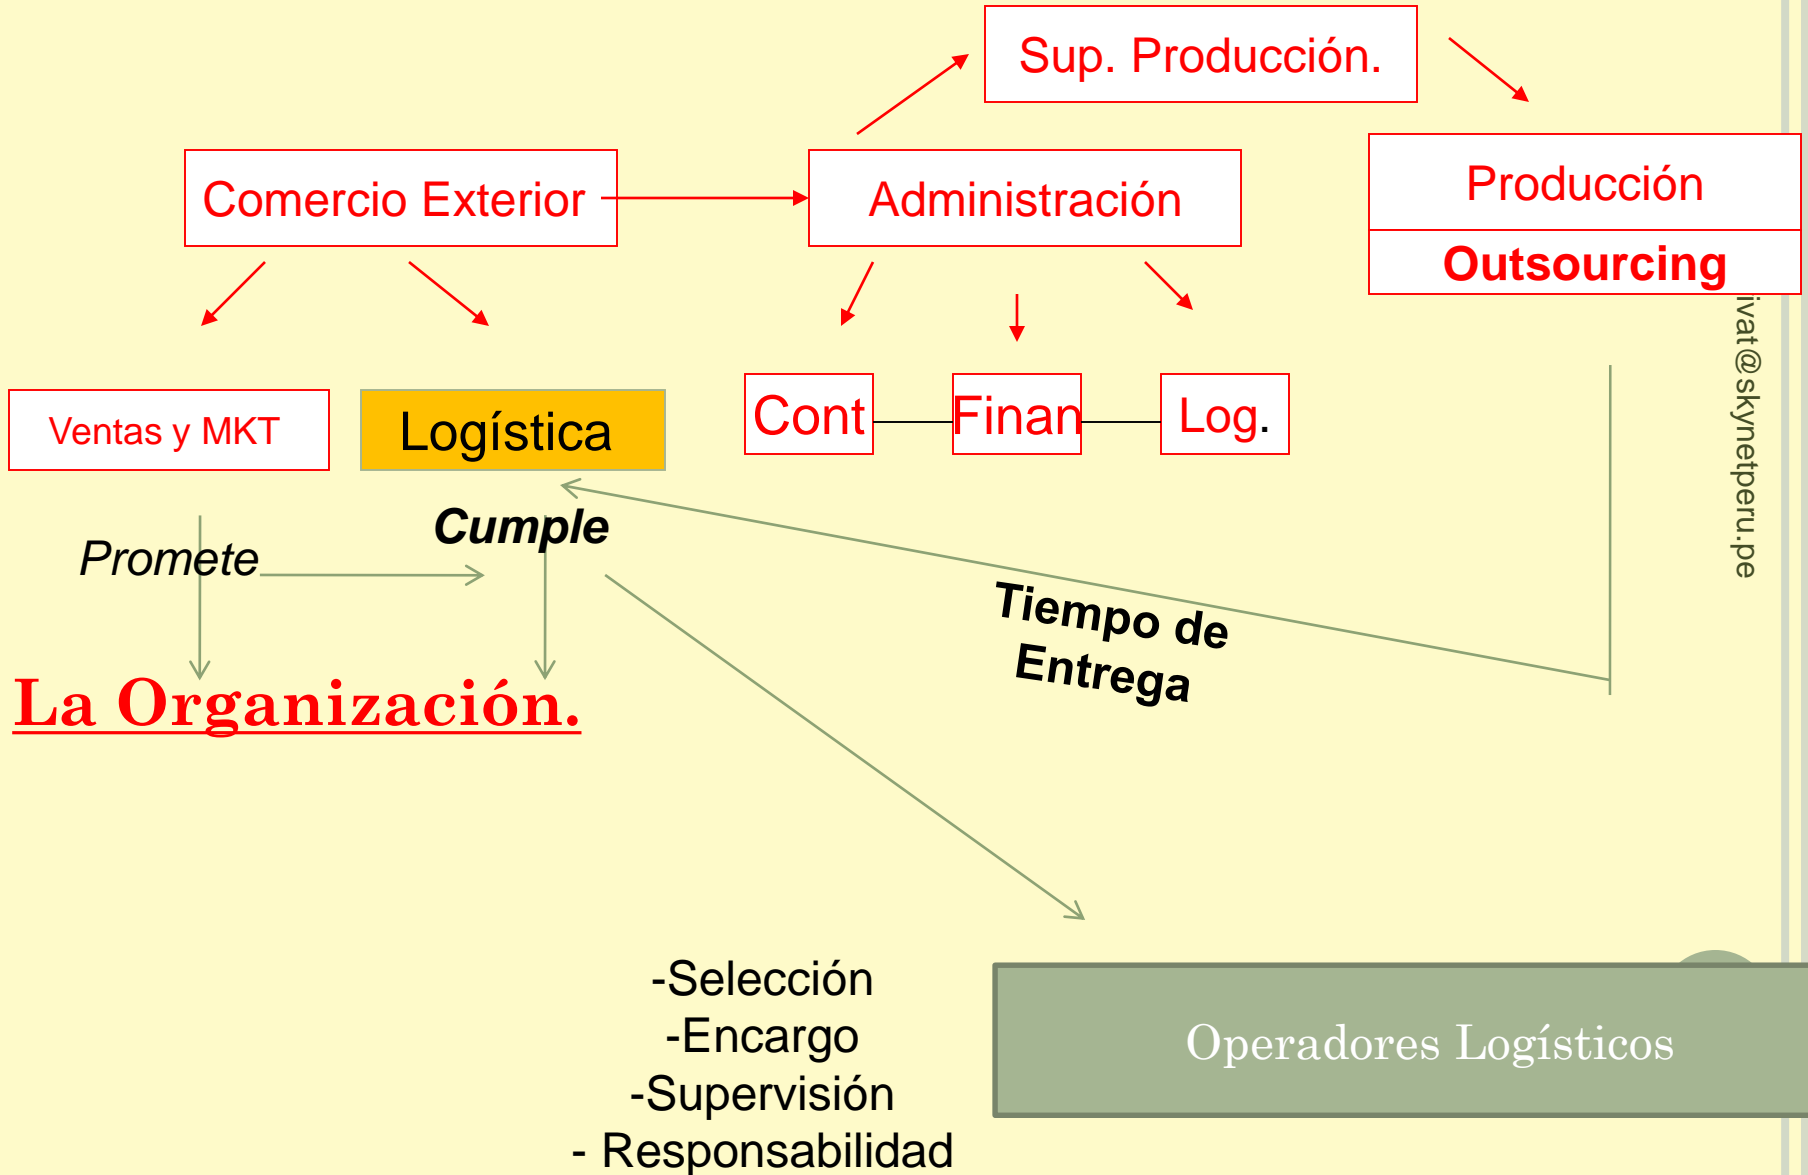 Sup. Producción.
Comercio Exterior
Administración
Producción
Outsourcing
ivat@skynetperu.pe
Ventas y MKT
Logística
Cont
Finan
Log.
Promete
Cumple
Tiempo de
Entrega
La Organización.
-Selección
-Encargo
-Supervisión
- Responsabilidad
Operadores Logísticos